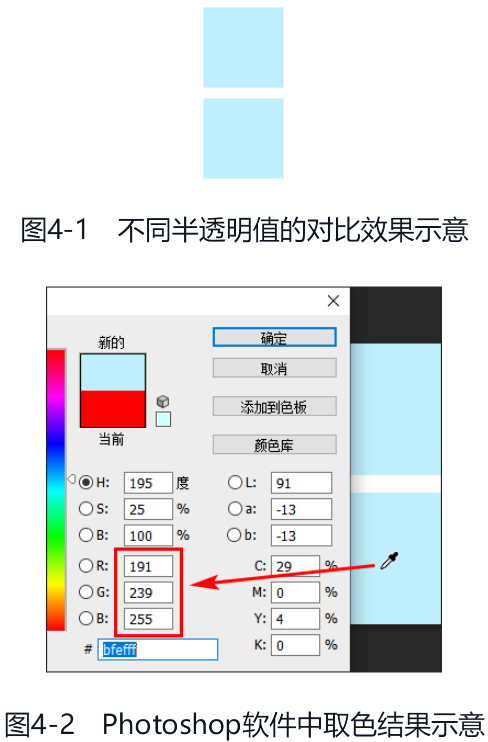 图4-1 不同半透明值的对比效果示意
新的
当前
确定
取消
添加到色板
颜色库
H: 195 度 L: 91
S: 25 % a: -13
B: 100 % b: -13
R: 191 C: 29 %
G: 239 M: 0 %
B: 255 Y: 4 %
# bfefff K: 0 %
图4-2 Photoshop软件中取色结果示意